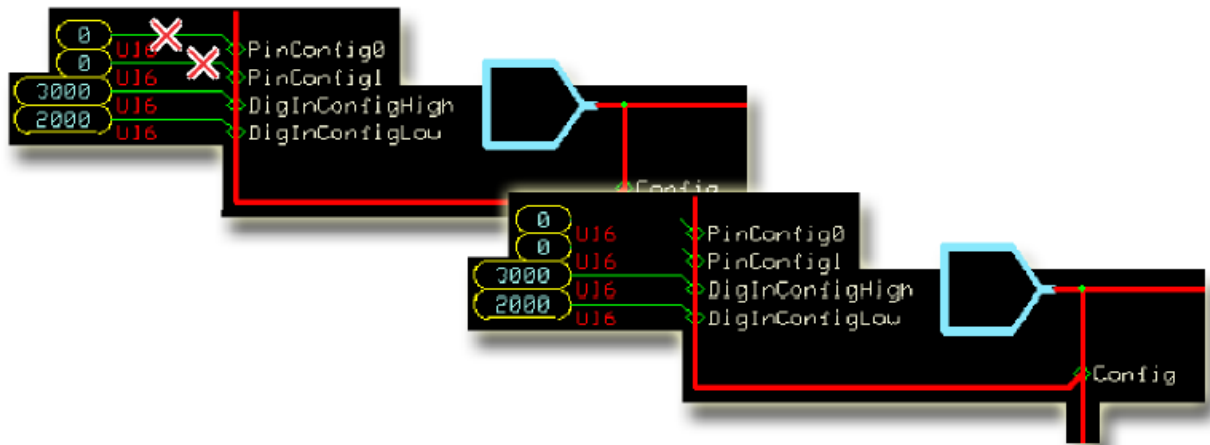 0 U16 PinConfig0
0 U16 PinConfig1
3000 U16 DigInConfigHigh
2000 U16 DigInConfigLow
Config
0 U16 PinConfig0
0 U16 PinConfig1
3000 U16 DigInConfigHigh
2000 U16 DigInConfigLow
Config